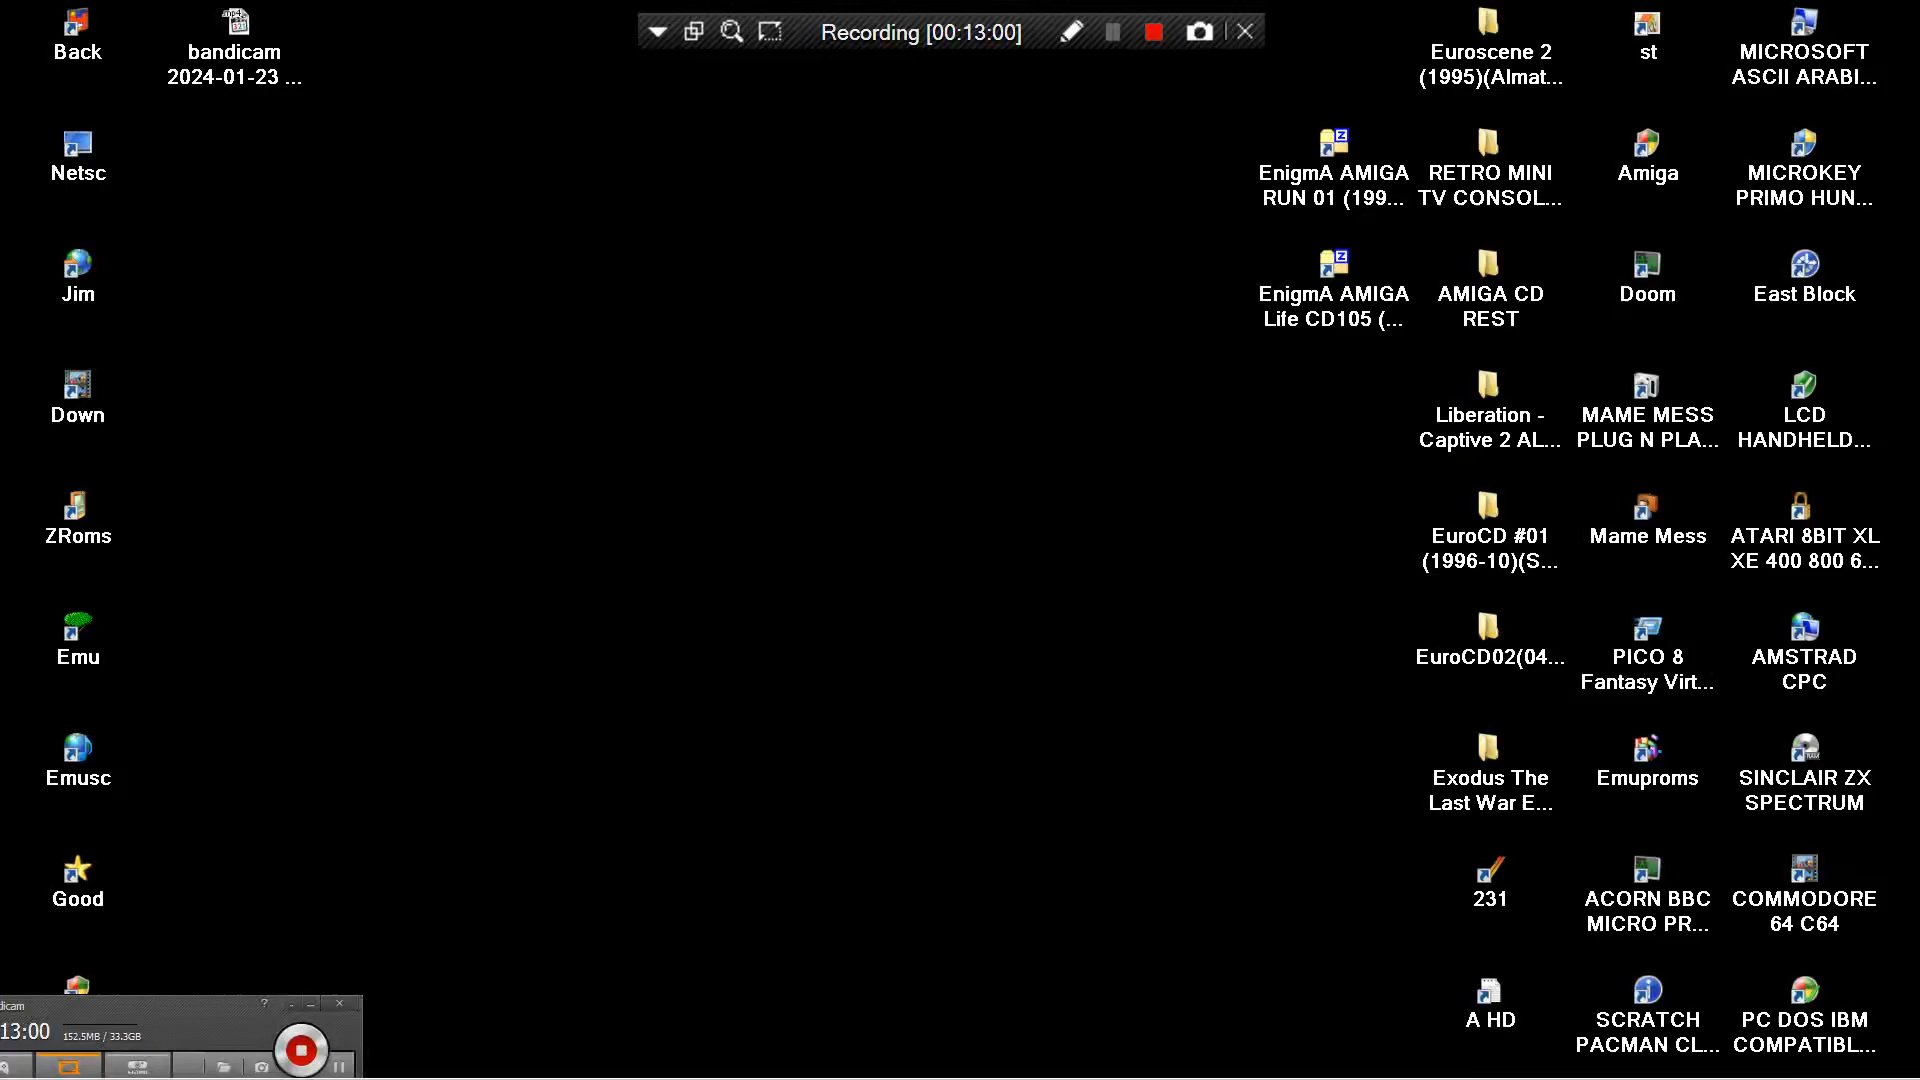 Recording [00:13:00]
Back
bandicam
2024-01-23 ...
Netsc
Jim
Down
ZRoms
Emu
Emusc
Good
EnigmA AMIGA
RUN 01 (199...
EnigmA AMIGA
Life CD105 (...
Euroscene 2
(1995)(Almat...
RETRO MINI
TV CONSOL...
AMIGA CD
REST
Liberation -
Captive 2 AL...
EuroCD #01
(1996-10)(S...
EuroCD02(04...
Exodus The
Last War E...
231
A HD
st
Amiga
Doom
MAME MESS
PLUG N PLA...
Mame Mess
PICO 8
Fantasy Virt...
Emuproms
ACORN BBC
MICRO PR...
SCRATCH
PACMAN CL...
MICROSOFT
ASCII ARABI...
MICROKEY
PRIMO HUN...
East Block
LCD
HANDHELD...
ATARI 8BIT XL
XE 400 800 6...
AMSTRAD
CPC
SINCLAIR ZX
SPECTRUM
COMMODORE
64 C64
PC DOS IBM
COMPATIBL...
dicam
13:00
152.5MB / 33.3GB